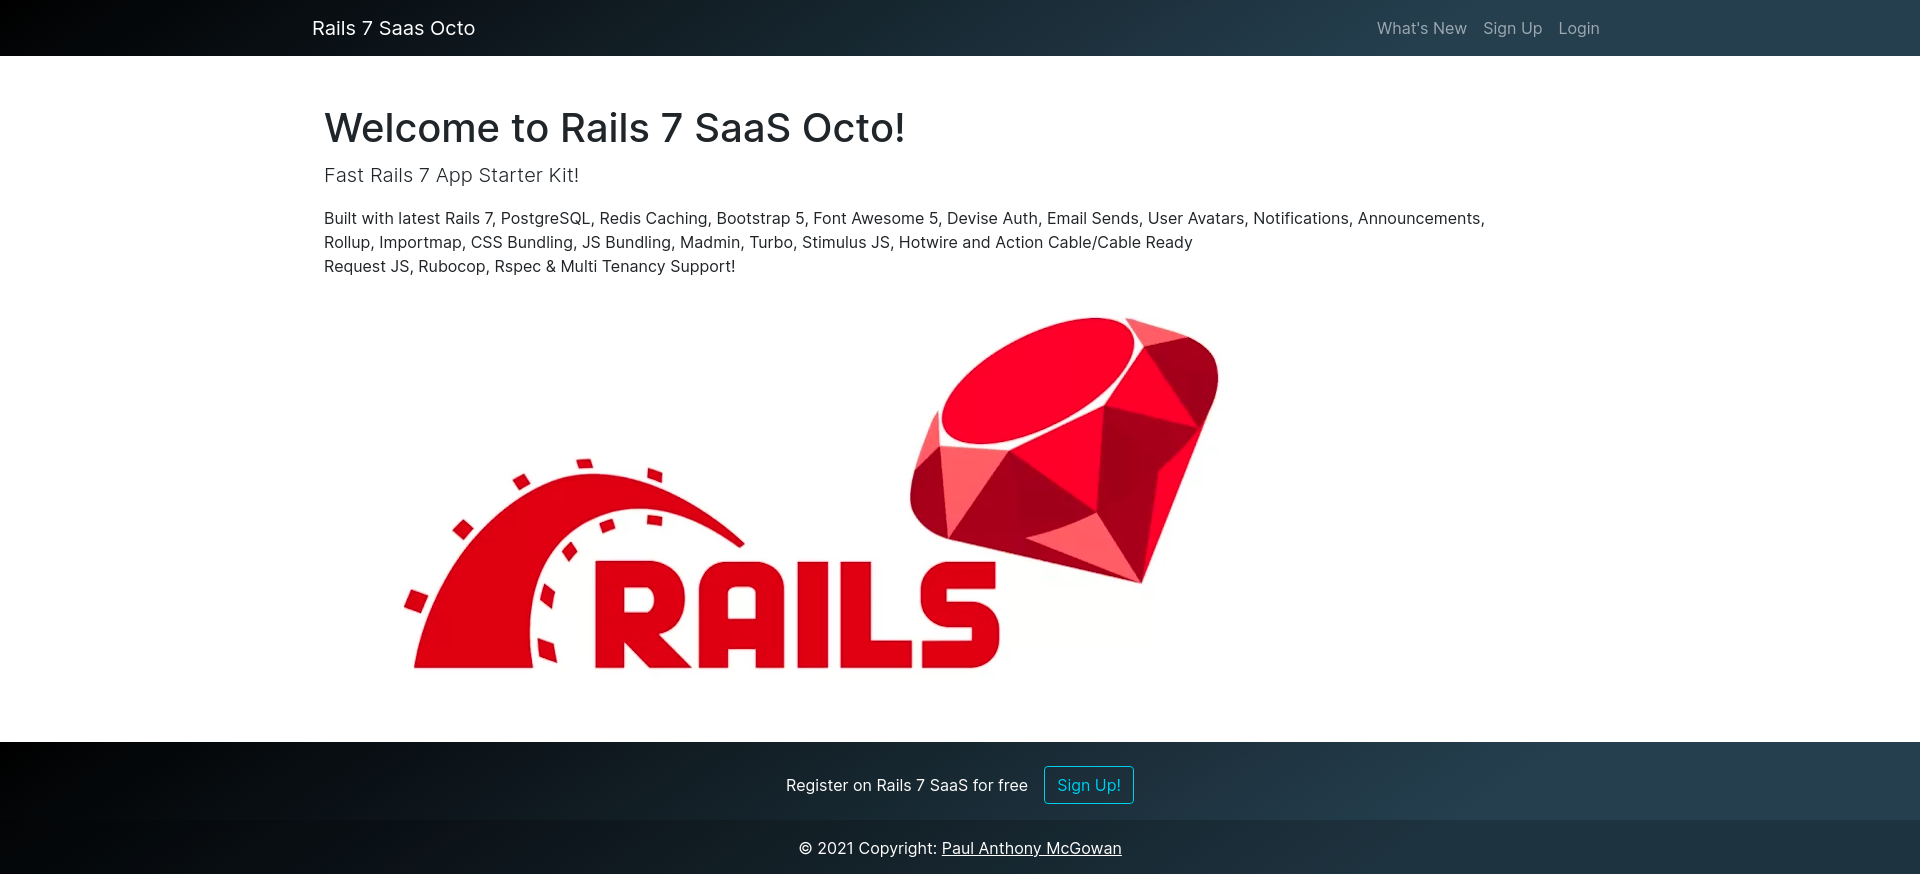 Rails 7 Saas Octo
What's New Sign Up Login
Welcome to Rails 7 SaaS Octo!
Fast Rails 7 App Starter Kit!
Built with latest Rails 7, PostgreSQL, Redis Caching, Bootstrap 5, Font Awesome 5, Devise Auth, Email Sends, User Avatars, Notifications, Announcements,
Rollup, Importmap, CSS Bundling, JS Bundling, Madmin, Turbo, Stimulus JS, Hotwire and Action Cable/Cable Ready
Request JS, Rubocop, Rspec & Multi Tenancy Support!
RAILS
Register on Rails 7 SaaS for free Sign Up!
© 2021 Copyright: Paul Anthony McGowan